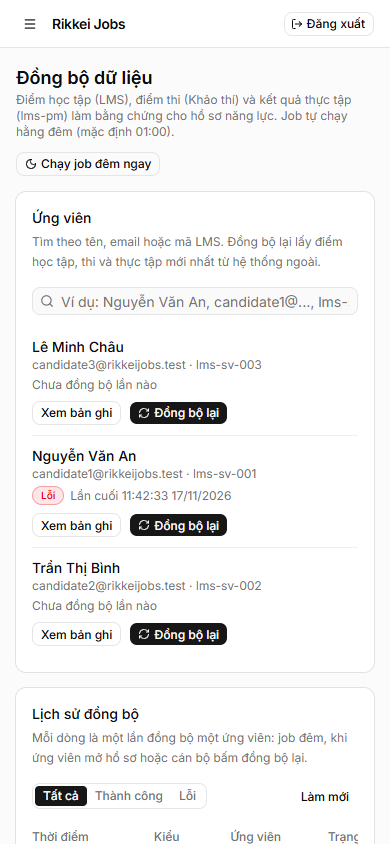 Rikkei Jobs
Đăng xuất
Đồng bộ dữ liệu
Điểm học tập (LMS), điểm thi (Khảo thí) và kết quả thực tập
(lms-pm) làm bằng chứng cho hồ sơ năng lực. Job tự chạy
hằng đêm (mặc định 01:00).
Chạy job đêm ngay
Ứng viên
Tìm theo tên, email hoặc mã LMS. Đồng bộ lại lấy điểm
học tập, thi và thực tập mới nhất từ hệ thống ngoài.
Ví dụ: Nguyễn Văn An, candidate1@..., lms-
Lê Minh Châu
candidate3@rikkeijobs.test · lms-sv-003
Chưa đồng bộ lần nào
Xem bản ghi
Đồng bộ lại
Nguyễn Văn An
candidate1@rikkeijobs.test · lms-sv-001
Lỗi
Lần cuối 11:42:33 17/11/2026
Xem bản ghi
Đồng bộ lại
Trần Thị Bình
candidate2@rikkeijobs.test · lms-sv-002
Chưa đồng bộ lần nào
Xem bản ghi
Đồng bộ lại
Lịch sử đồng bộ
Mỗi dòng là một lần đồng bộ một ứng viên: job đêm, khi
ứng viên mở hồ sơ hoặc cán bộ bấm đồng bộ lại.
Tất cả
Thành công
Lỗi
Làm mới
Thời điểm
Kiểu
Ứng viên